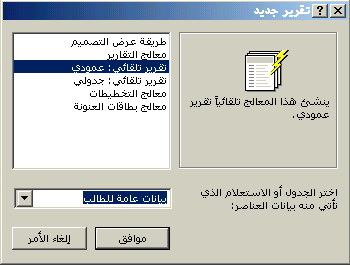 تقرير جديد
طريقة عرض التصميم
معالج التقارير
تقرير تلقائي: عمودي
تقرير تلقائي: جدولي
معالج التخطيطات
معالج بطاقات العنونة
ينشئ هذا المعالج تلقائياً تقرير
عمودي.
اختر الجدول أو الاستعلام الذي
تأتي منه بيانات العناصر:
بيانات عامة للطالب
موافق
إلغاء الأمر